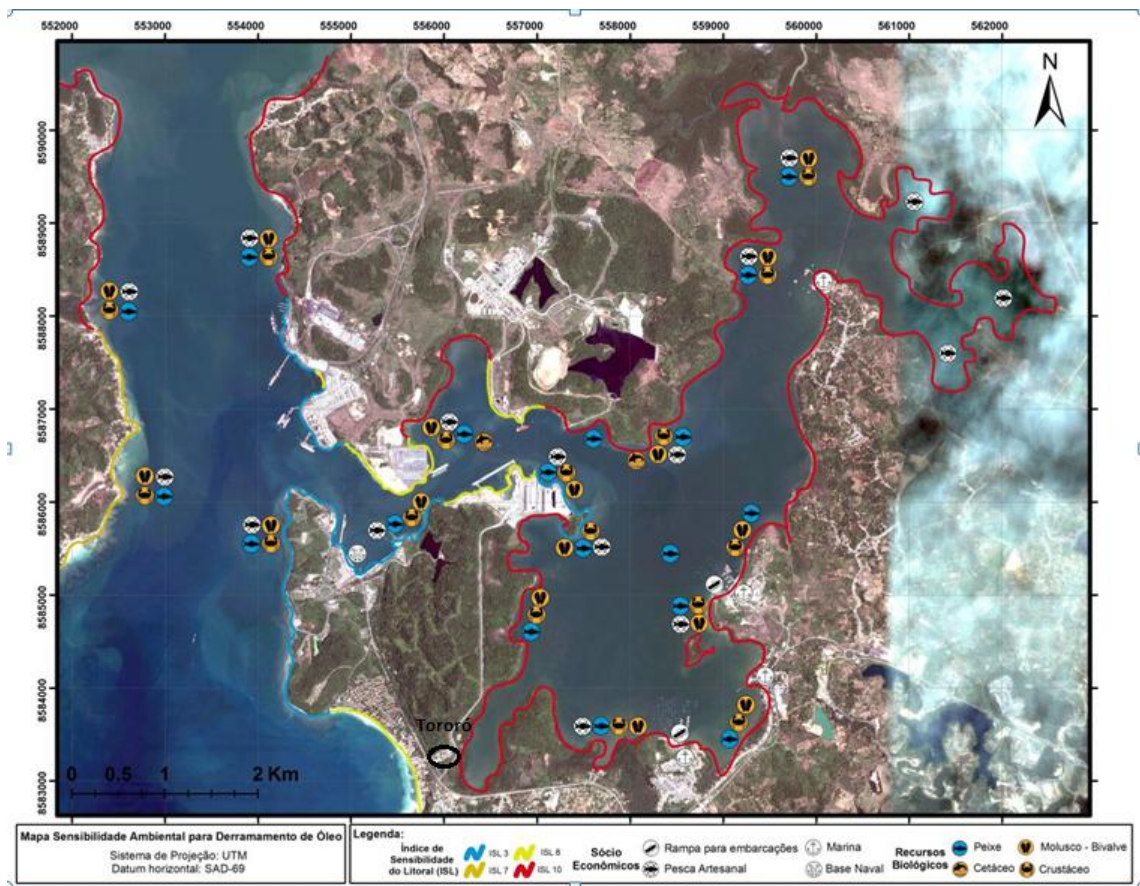 552000 553000 554000 555000 556000 557000 558000 559000 560000 561000 562000
N
8590000
8589000
8588000
8587000
8586000
8585000
8584000
8583000
Tororó
0 0.5 1 2 Km
Mapa Sensibilidade Ambiental para Derramamento de Óleo
Sistema de Projeção: UTM
Datum horizontal: SAD-69
Legenda:
Índice de Sensibilidade do Litoral (ISL)
ISL 3 ISL 6
ISL 7 ISL 10
Sócio Econômicos
Rampa para embarcações Marina
Pesca Artesanal Base Naval
Recursos Biológicos
Peixe Molusco - Bivalve
Cetáceo Crustáceo